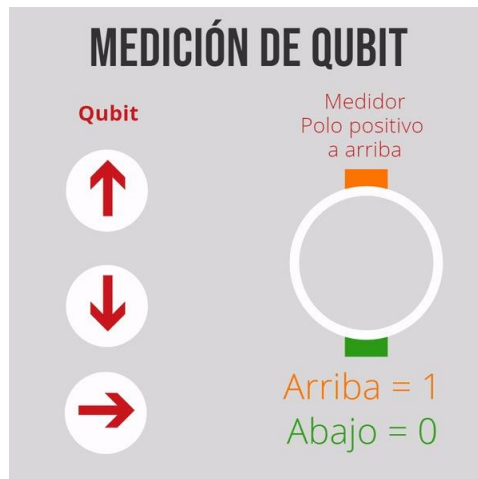 MEDICIÓN DE QUBIT
Qubit
Medidor
Polo positivo
a arriba
Arriba = 1
Abajo = 0